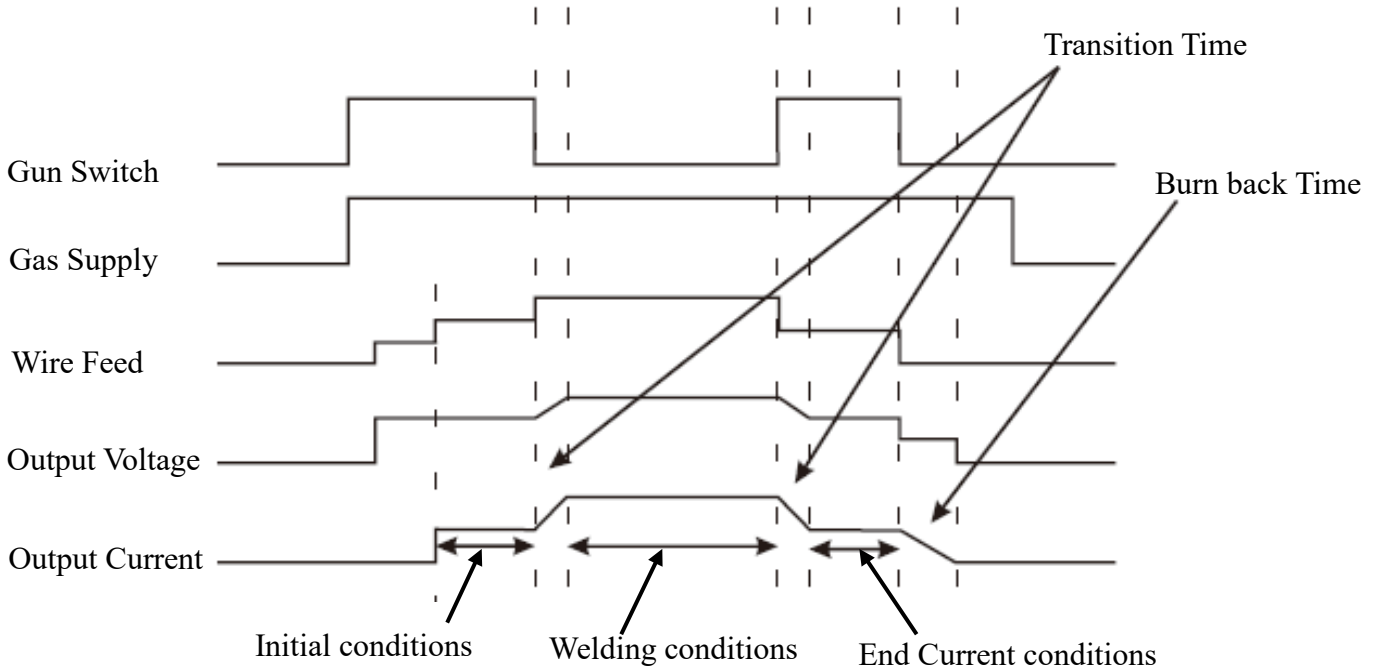 Transition Time
Gun Switch
Burn back Time
Gas Supply
Wire Feed
Output Voltage
Output Current
Initial conditions
Welding conditions
End Current conditions